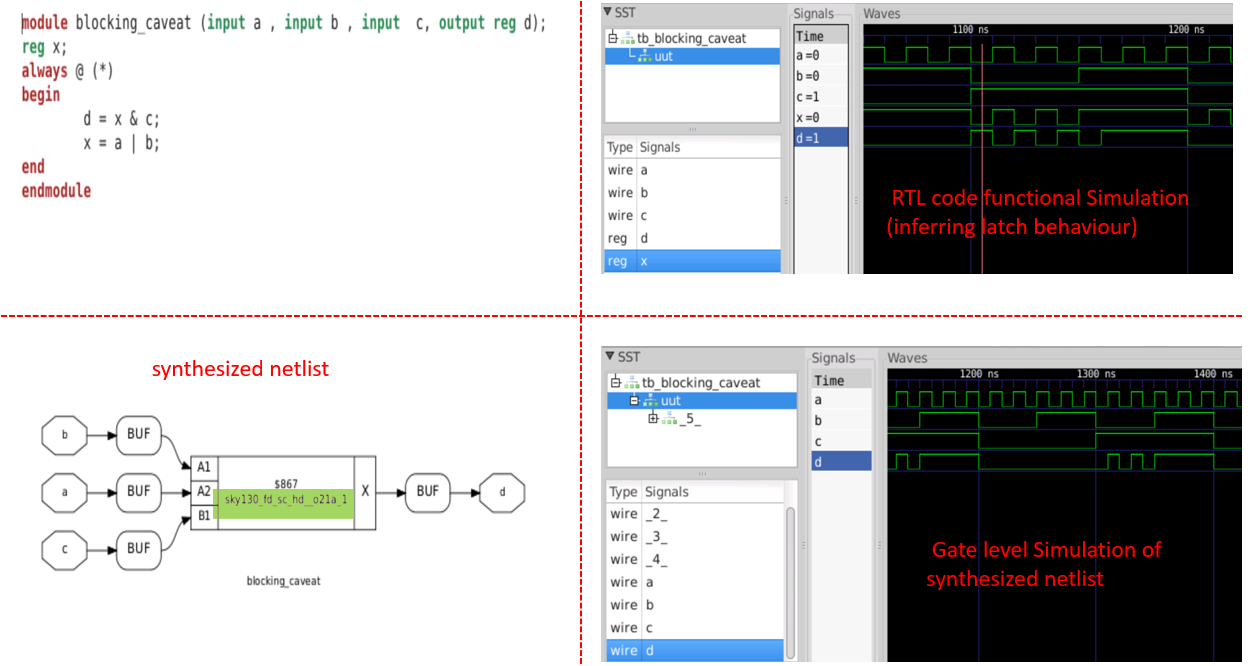 module blocking_caveat (input a , input b , input  c, output reg d);
reg x;
always @ (*)
begin
d = x & c;
x = a | b;
end
endmodule
SST
tb_blocking_caveat
uut
Type Signals
wire a
wire b
wire c
reg d
reg x
Signals
Time
a=0
b=0
c=1
x=0
d=1
Waves
1100 ns 1200 ns
RTL code functional Simulation
(inferring latch behaviour)
synthesized netlist
b BUF
a BUF
c BUF
A1
A2
B1
$867
sky130_fd_sc_hd__o21a_1
X
BUF
d
blocking_caveat
SST
tb_blocking_caveat
uut
_5_
Type Signals
wire _2_
wire _3_
wire _4_
wire a
wire b
wire c
wire d
Signals
Time
a
b
c
d
Waves
1200 ns 1300 ns 1400 ns
Gate level Simulation of
synthesized netlist